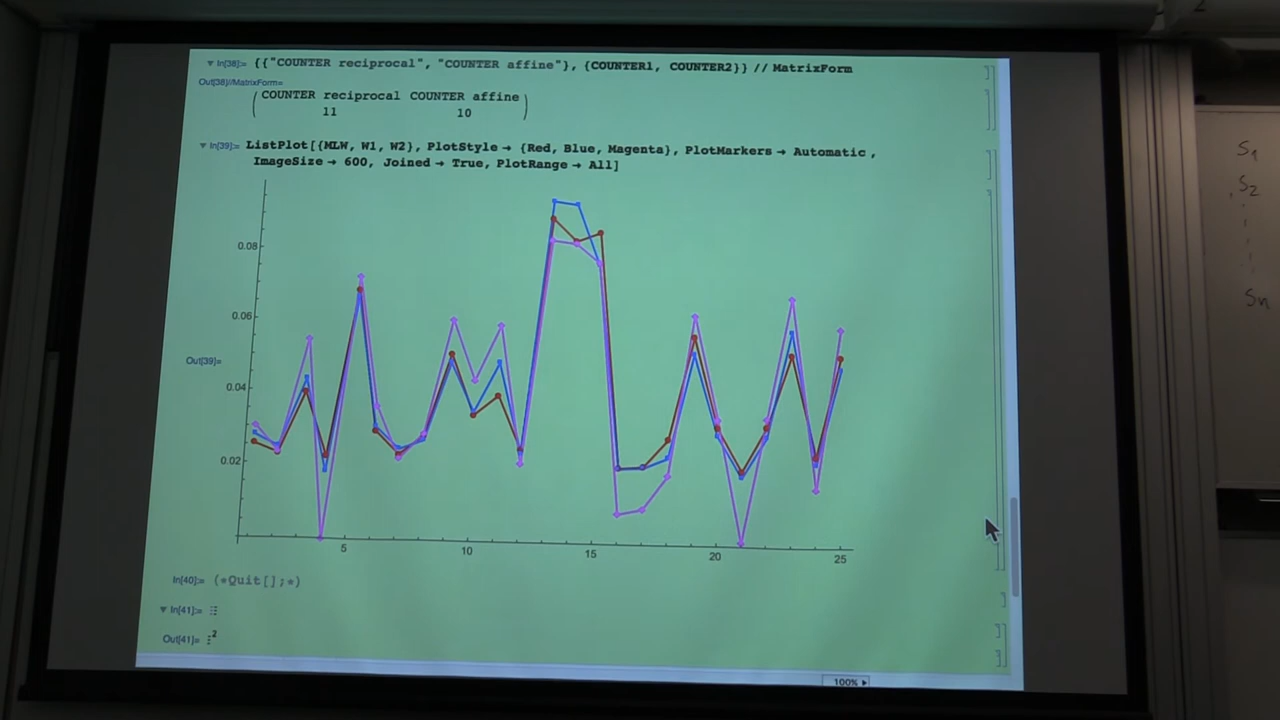 In[38]:= {{"COUNTER reciprocal", "COUNTER affine"}, {COUNTER1, COUNTER2}} // MatrixForm
Out[38]//MatrixForm=
COUNTER reciprocal COUNTER affine
11 10
In[39]:= ListPlot[{MLW, W1, W2}, PlotStyle → {Red, Blue, Magenta}, PlotMarkers → Automatic,
ImageSize → 600, Joined → True, PlotRange → All]
0.08
0.06
Out[39]=
0.04
0.02
5 10 15 20 25
In[40]:= (*Quit[];*)
In[41]:=
Out[41]= 2
100%
S1
S2
Sn